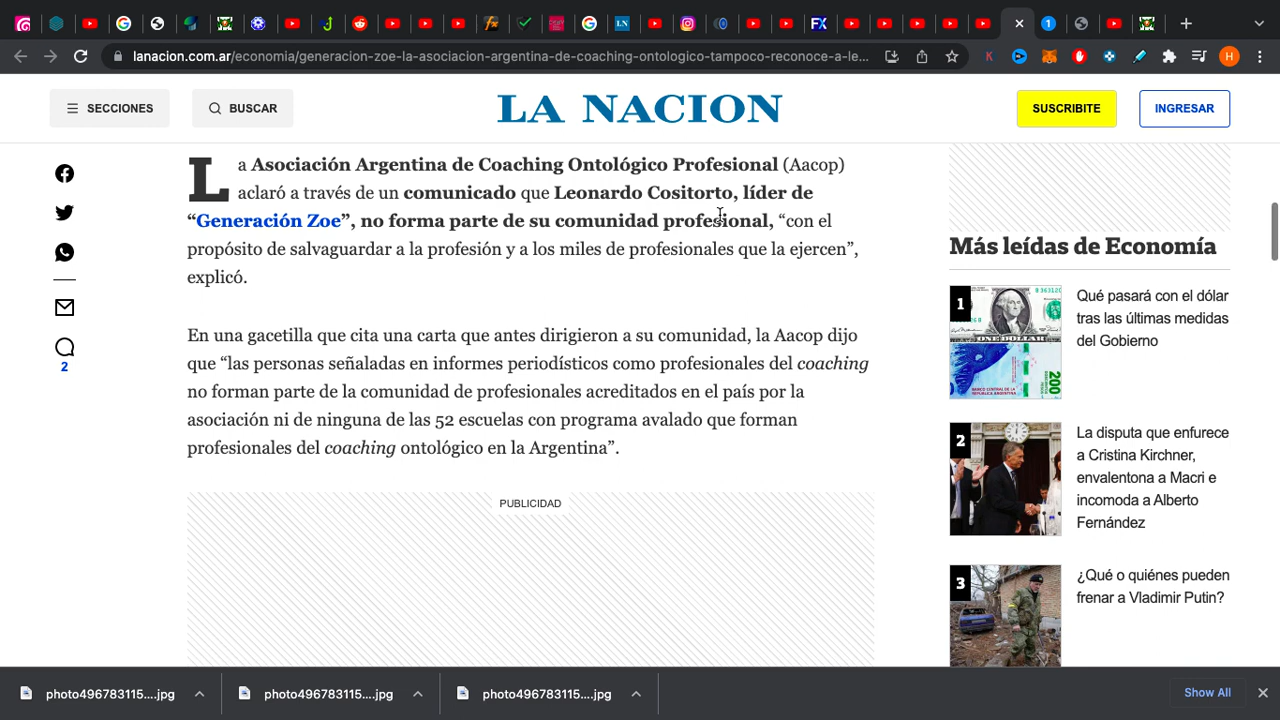 lanacion.com.ar/economia/generacion-zoe-la-asociacion-argentina-de-coaching-ontologico-tampoco-reconoce-a-le...
SECCIONES
BUSCAR
LA NACION
SUSCRIBITE
INGRESAR
La Asociación Argentina de Coaching Ontológico Profesional (Aacop)
aclaró a través de un comunicado que Leonardo Cositorto, líder de
“Generación Zoe”, no forma parte de su comunidad profesional, “con el
propósito de salvaguardar a la profesión y a los miles de profesionales que la ejercen”,
explicó.
En una gacetilla que cita una carta que antes dirigieron a su comunidad, la Aacop dijo
que “las personas señaladas en informes periodísticos como profesionales del coaching
no forman parte de la comunidad de profesionales acreditados en el país por la
asociación ni de ninguna de las 52 escuelas con programa avalado que forman
profesionales del coaching ontológico en la Argentina”.
PUBLICIDAD
2
Más leídas de Economía
1
Qué pasará con el dólar
tras las últimas medidas
del Gobierno
2
La disputa que enfurece
a Cristina Kirchner,
envalentona a Macri e
incomoda a Alberto
Fernández
3
¿Qué o quiénes pueden
frenar a Vladimir Putin?
photo496783115....jpg
photo496783115....jpg
photo496783115....jpg
Show All